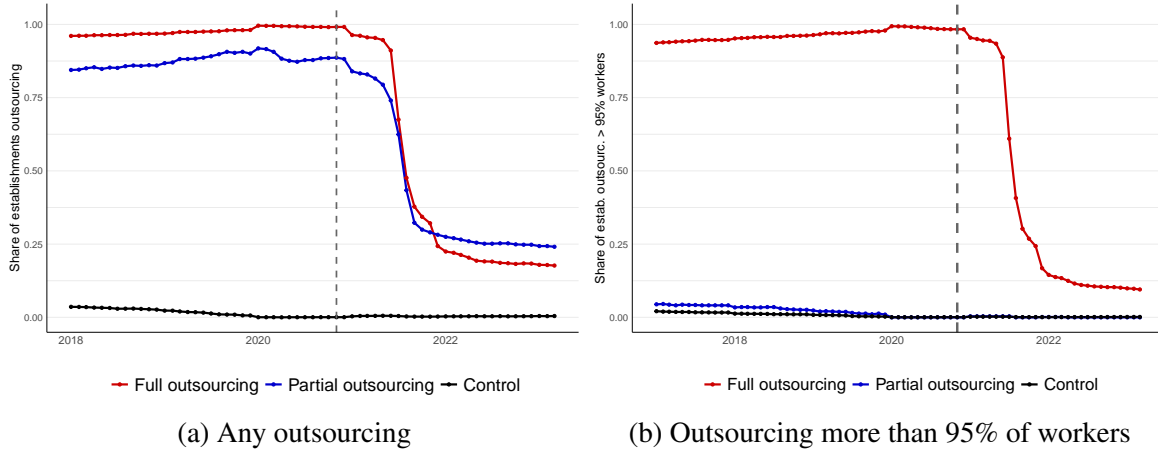 Share of establishments outsourcing
1.00
0.75
0.50
0.25
0.00
2018
2020
2022
Full outsourcing
Partial outsourcing
Control
(a) Any outsourcing
Share of estab. outsourc. > 95% workers
1.00
0.75
0.50
0.25
0.00
2018
2020
2022
Full outsourcing
Partial outsourcing
Control
(b) Outsourcing more than 95% of workers